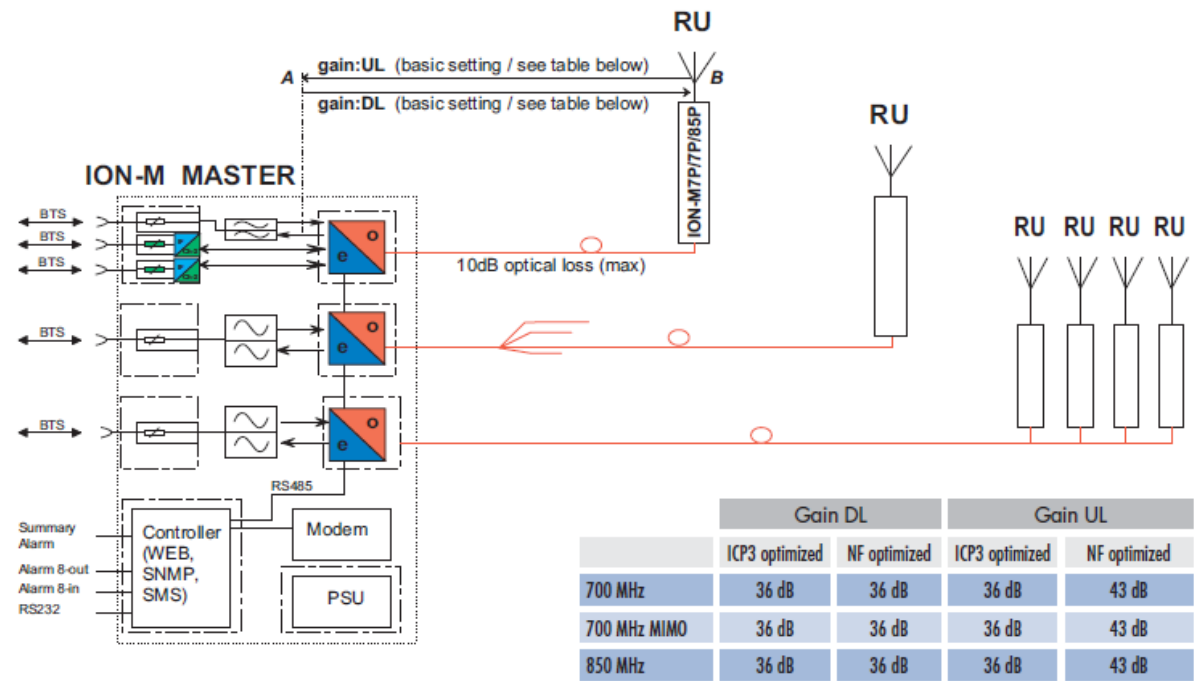 RU
gain:UL (basic setting / see table below)
A
B
gain:DL (basic setting / see table below)
ION-M7P/7P/85P
RU
ION-M MASTER
BTS
BTS
BTS
o
e
10dB optical loss (max)
RU RU RU RU
BTS
o
e
BTS
o
e
RS485
Summary
Alarm
Alarm 8-out
Alarm 8-in
RS232
Controller
(WEB,
SNMP,
SMS)
Modem
PSU
Gain DL Gain UL
ICP3 optimized NF optimized ICP3 optimized NF optimized
700 MHz 36 dB 36 dB 36 dB 43 dB
700 MHz MIMO 36 dB 36 dB 36 dB 43 dB
850 MHz 36 dB 36 dB 36 dB 43 dB